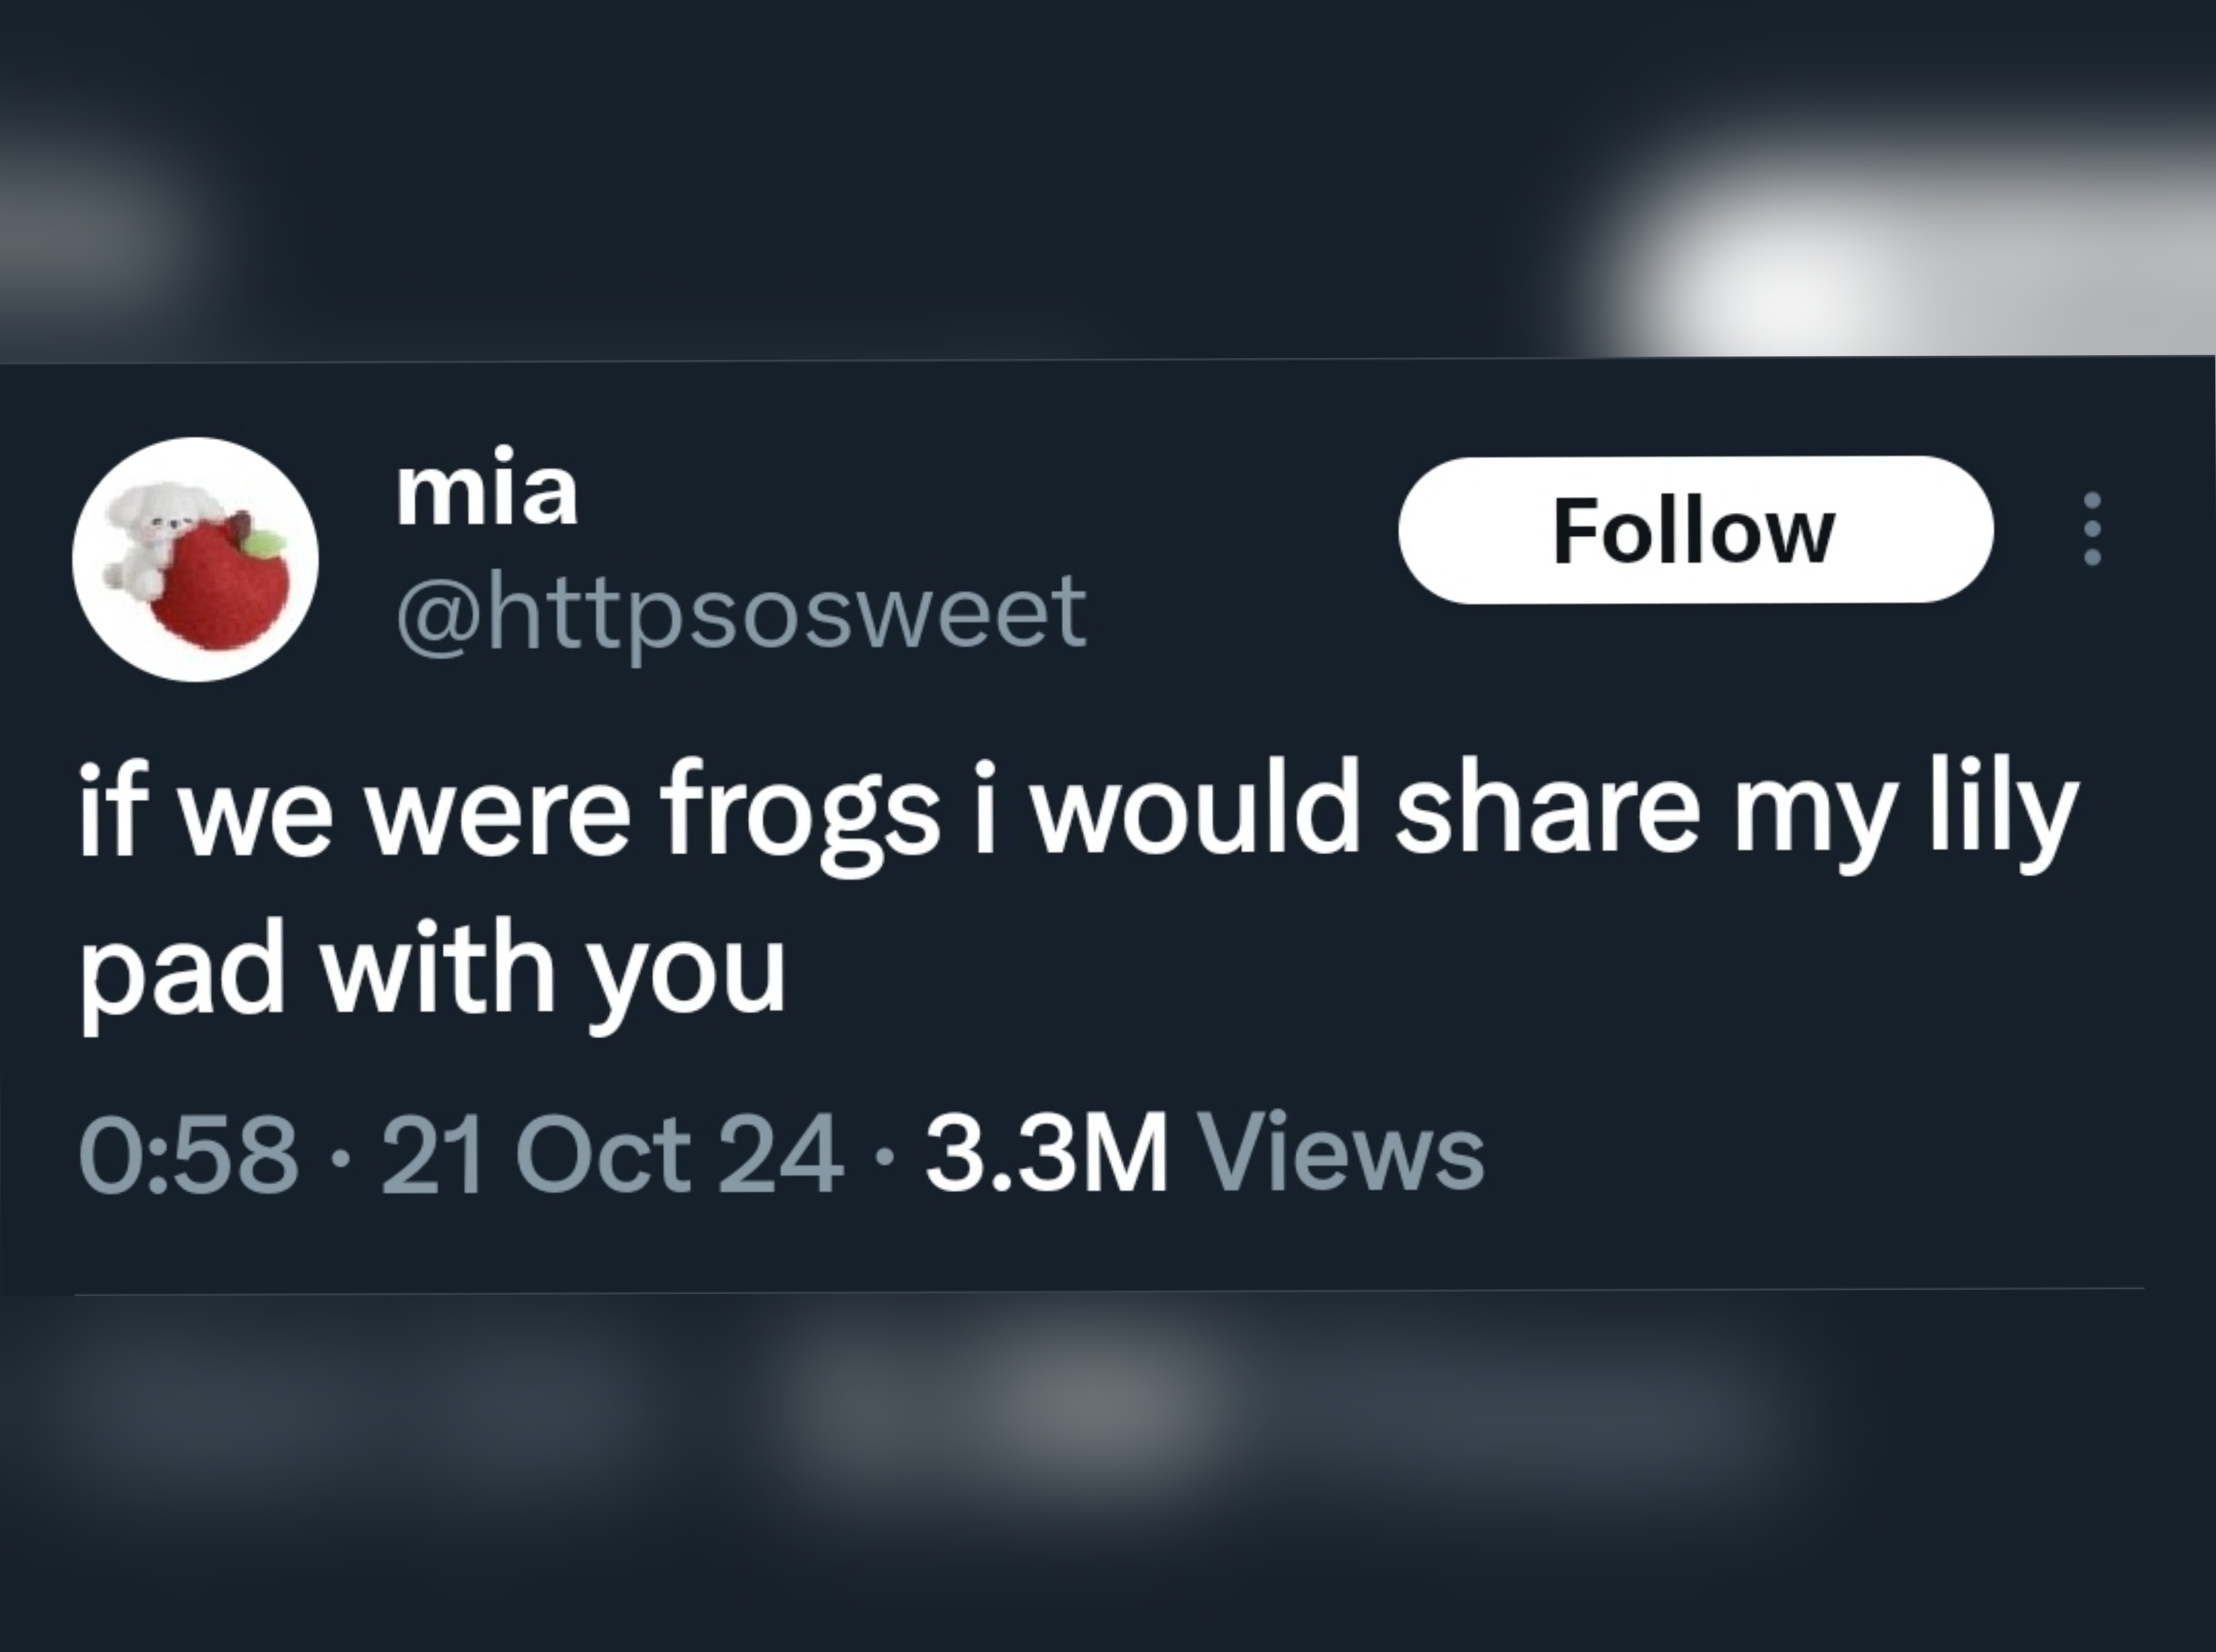 mia
Follow
@httpsosweet
if we were frogs i would share my lily
pad with you
0:58 · 21 Oct 24 · 3.3M Views